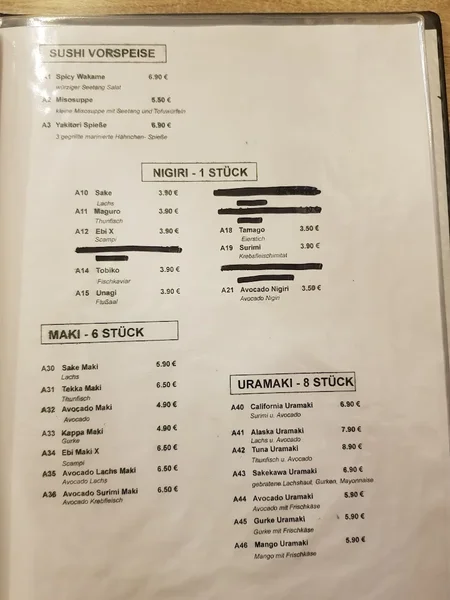 SUSHI VORSPEISE
A1 Spicy Wakame 6.90 €
würziger Seetang Salat
A2 Misosuppe 5.50 €
kleine Misosuppe mit Seetang und Tofuwürfeln
A3 Yakitori Spieße 6.90 €
3 gegrillte marinierte Hähnchen- Spieße
NIGIRI - 1 STÜCK
A10 Sake 3.90 €
Lachs
A11 Maguro 3.90 €
Thunfisch
A12 Ebi X 3.90 €
Scampi
A14 Tobiko 3.90 €
Fischkaviar
A15 Unagi 3.90 €
Flußaal
A18 Tamago 3.50 €
Eierstich
A19 Surimi 3.90 €
Krebsfleischimitat
A21 Avocado Nigiri 3.50 €
Avocado Nigiri
MAKI - 6 STÜCK
A30 Sake Maki 5.90 €
Lachs
A31 Tekka Maki 6.50 €
Thunfisch
A32 Avocado Maki 4.90 €
Avocado
A33 Kappa Maki 4.90 €
Gurke
A34 Ebi Maki X 6.50 €
Scampi
A35 Avocado Lachs Maki 6.50 €
Avocado Lachs
A36 Avocado Surimi Maki 6.50 €
Avocado Krebfleisch
URAMAKI - 8 STÜCK
A40 California Uramaki 6.90 €
Surimi u. Avocado
A41 Alaska Uramaki 7.90 €
Lachs u. Avocado
A42 Tuna Uramaki 8.90 €
Thunfisch u. Avocado
A43 Sakekawa Uramaki 6.90 €
gebratene Lachshaut, Gurken, Mayonnaise
A44 Avocado Uramaki 5.90 €
Avocado mit Frischkäse
A45 Gurke Uramaki 5.90 €
Gurke mit Frischkäse
A46 Mango Uramaki 5.90 €
Mango mit Frischkäse